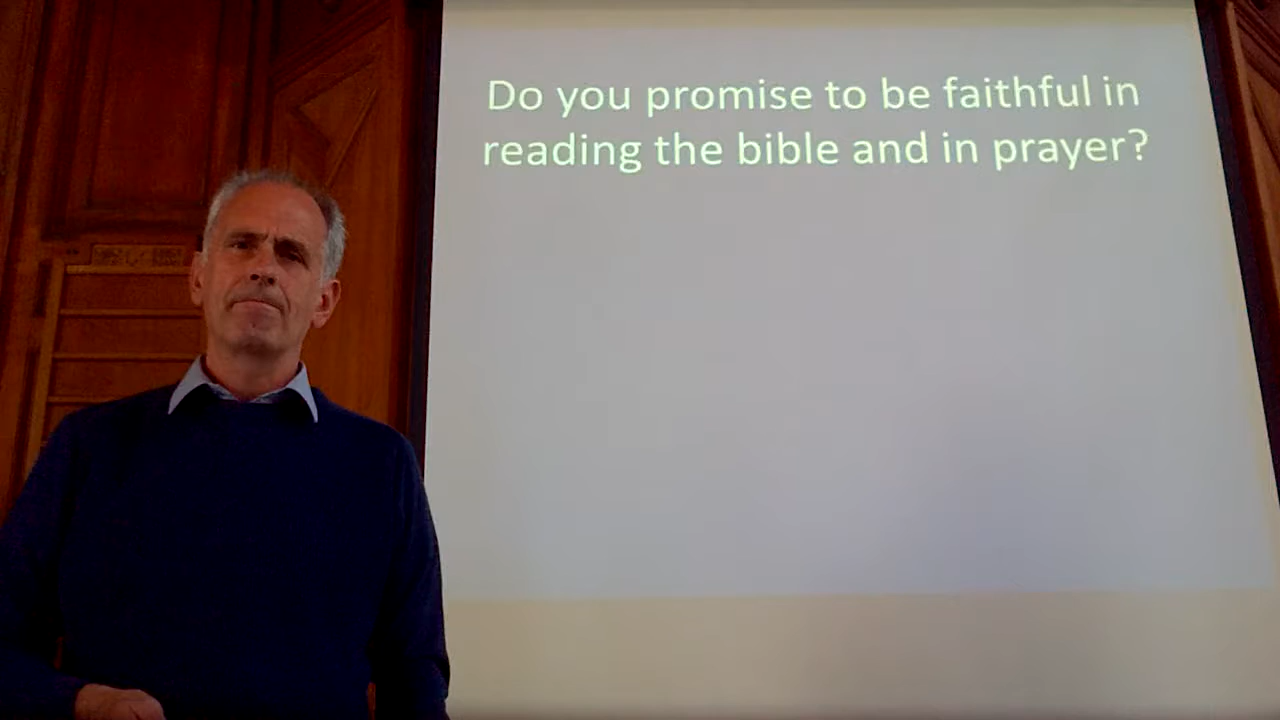 Do you promise to be faithful in
reading the bible and in prayer?